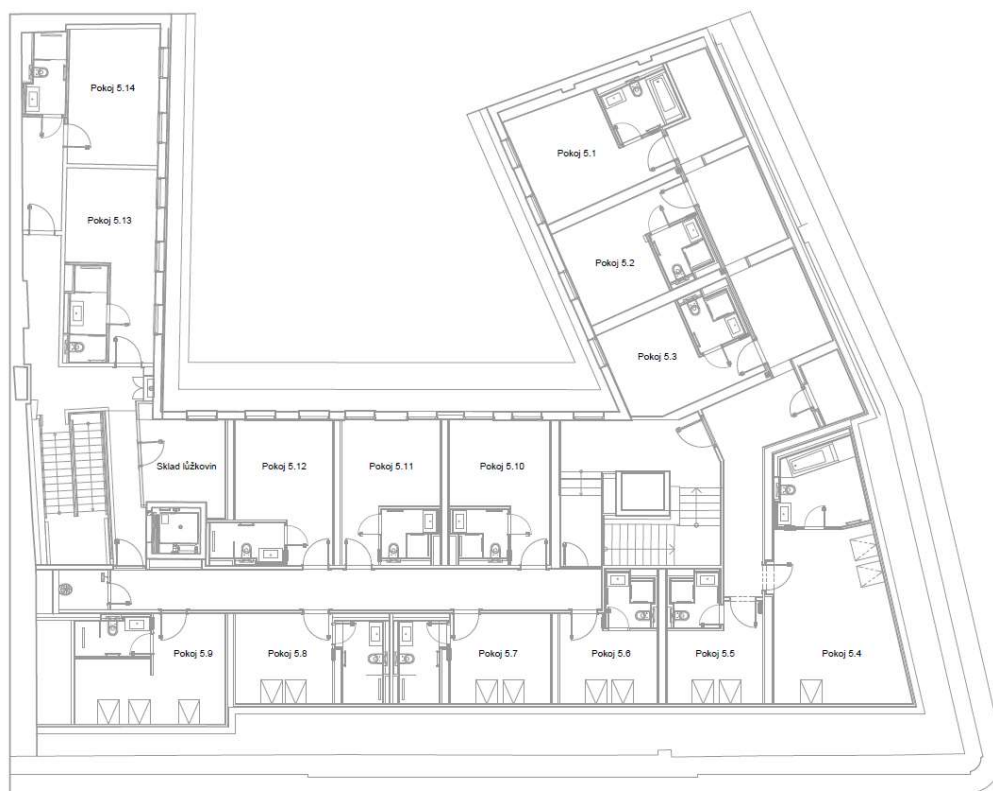 Pokoj 5.14
Pokoj 5.1
Pokoj 5.13
Pokoj 5.2
Pokoj 5.3
Sklad lůžkovin
Pokoj 5.12
Pokoj 5.11
Pokoj 5.10
Pokoj 5.9
Pokoj 5.8
Pokoj 5.7
Pokoj 5.6
Pokoj 5.5
Pokoj 5.4